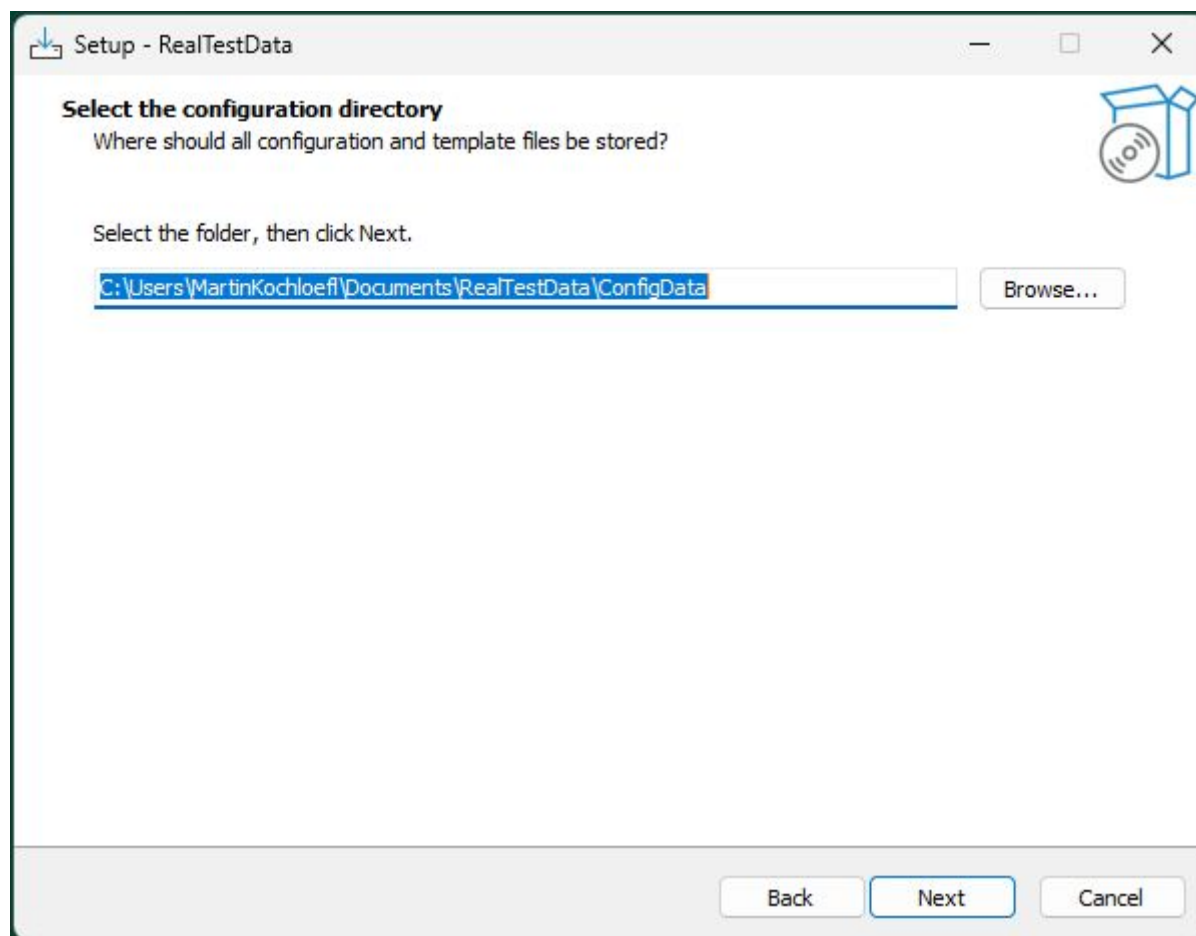 Setup - RealTestData
Select the configuration directory
Where should all configuration and template files be stored?
Select the folder, then click Next.
C:\Users\MartinKochloefl\Documents\RealTestData\ConfigData
Browse...
Back
Next
Cancel